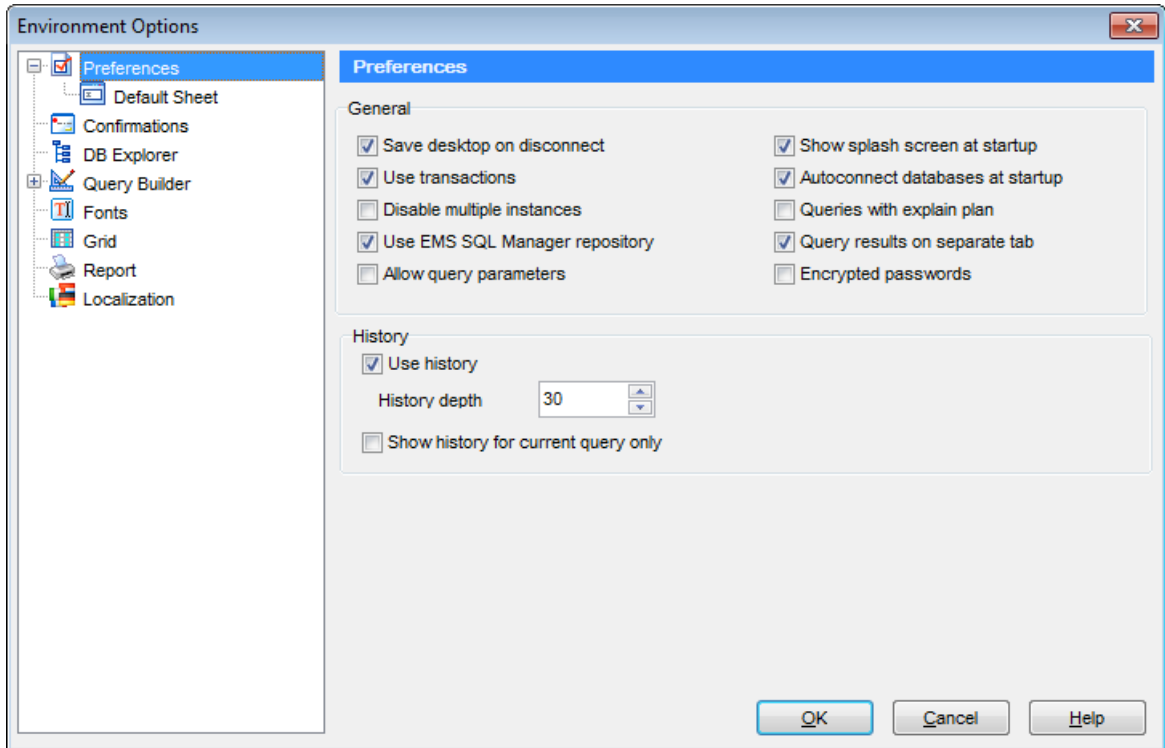 Environment Options
Preferences
Default Sheet
Confirmations
DB Explorer
Query Builder
Fonts
Grid
Report
Localization
Preferences
General
Save desktop on disconnect
Show splash screen at startup
Use transactions
Autoconnect databases at startup
Disable multiple instances
Queries with explain plan
Use EMS SQL Manager repository
Query results on separate tab
Allow query parameters
Encrypted passwords
History
Use history
History depth 30
Show history for current query only
OK Cancel Help